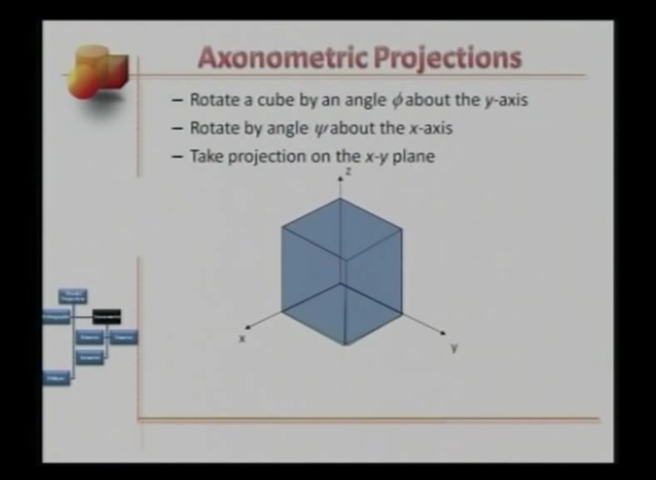 Axonometric Projections
– Rotate a cube by an angle ϕ about the y-axis
– Rotate by angle ψ about the x-axis
– Take projection on the x-y plane
z
x
y